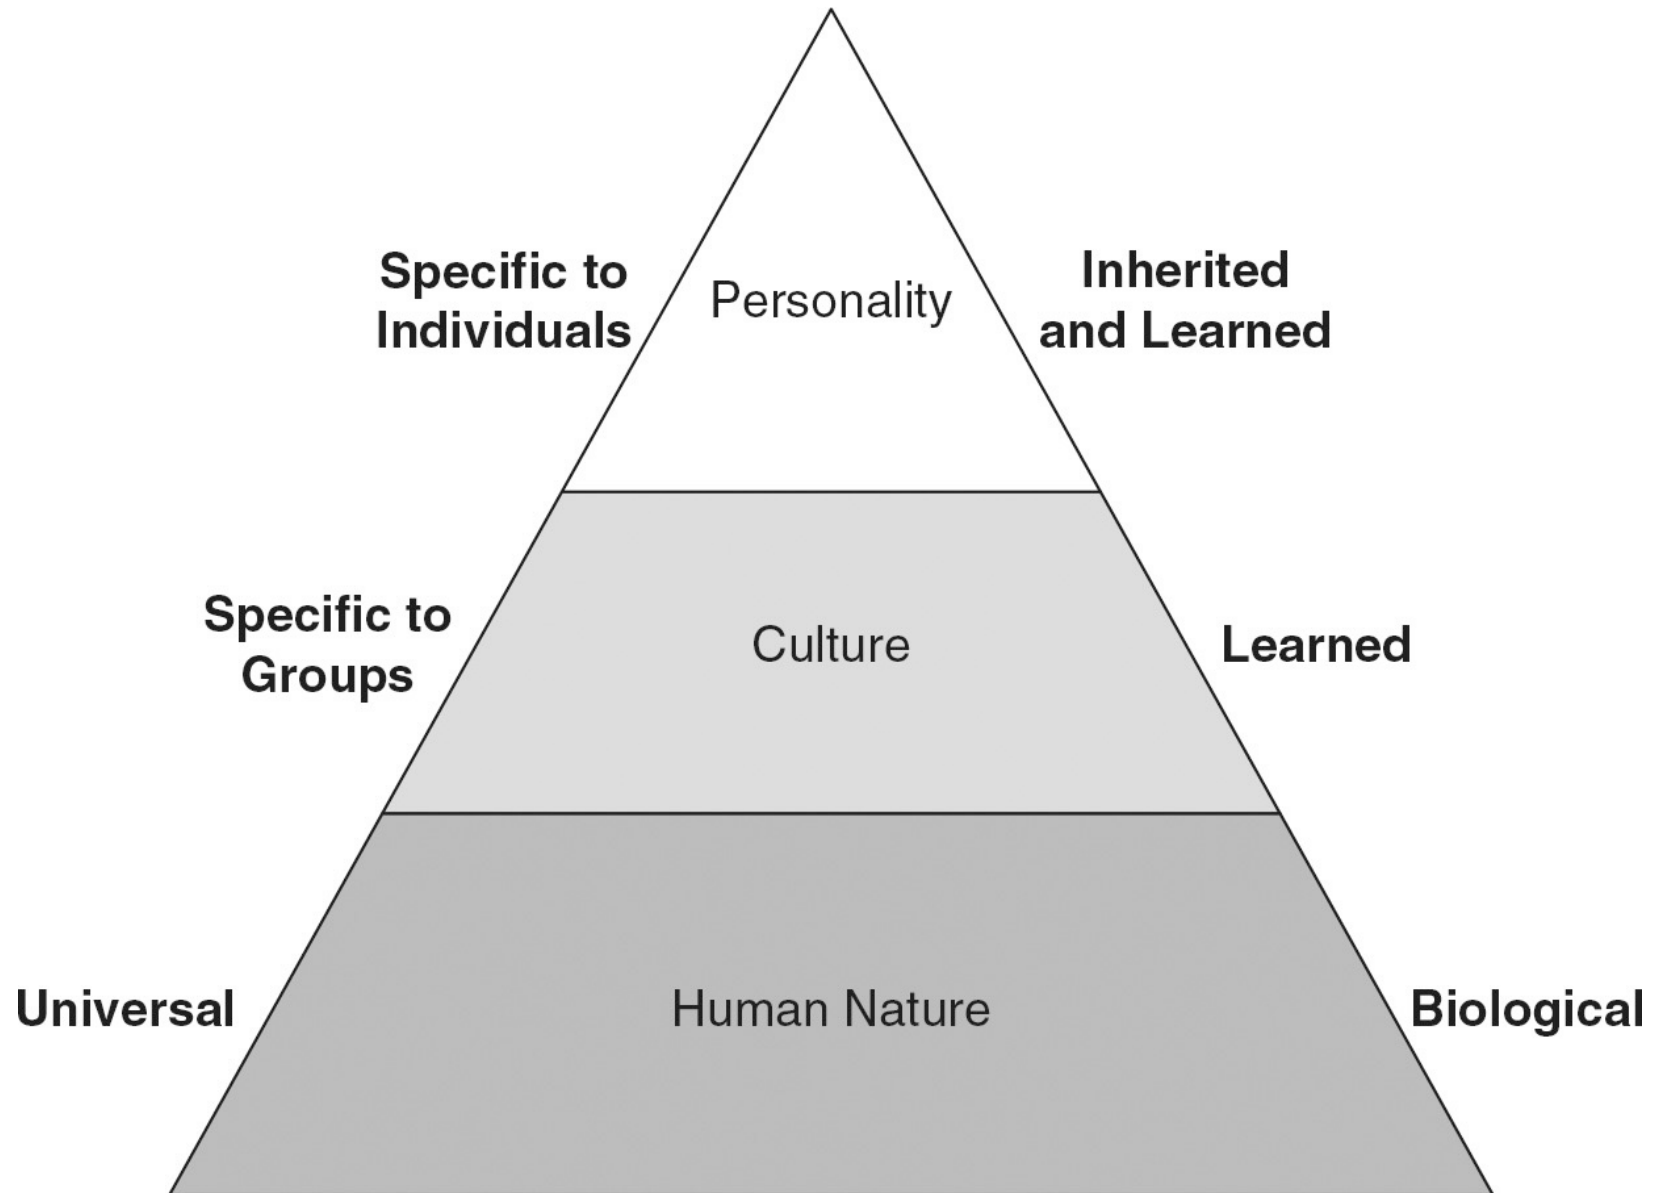 Specific to
Individuals
Personality
Inherited
and Learned
Specific to
Groups
Culture
Learned
Universal
Human Nature
Biological